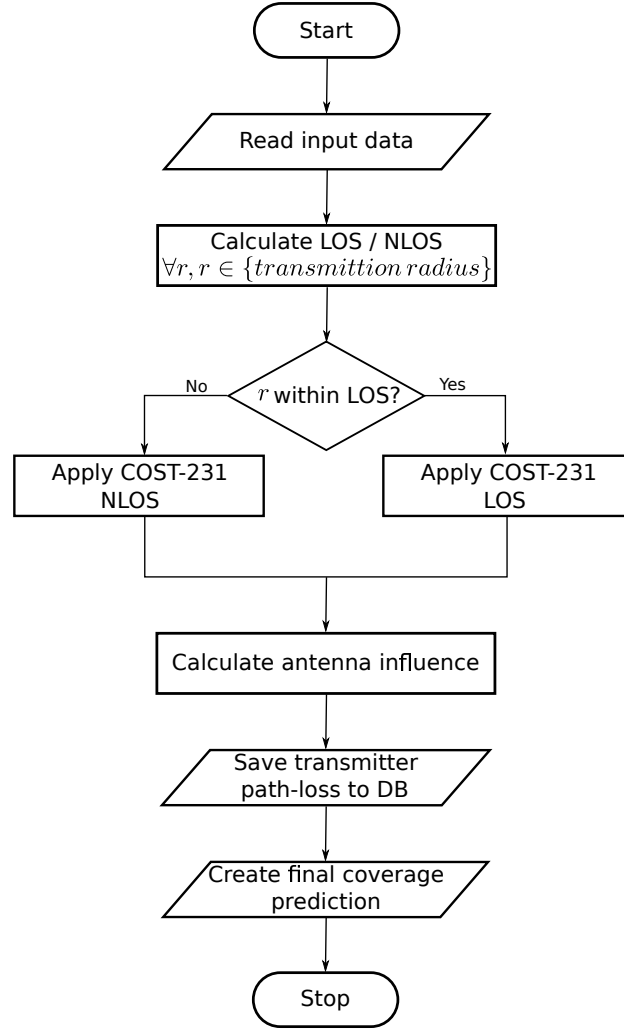 Start
Read input data
Calculate LOS / NLOS
∀r, r ∈ {transmittion radius}
r within LOS?
No
Yes
Apply COST-231
NLOS
Apply COST-231
LOS
Calculate antenna influence
Save transmitter
path-loss to DB
Create final coverage
prediction
Stop